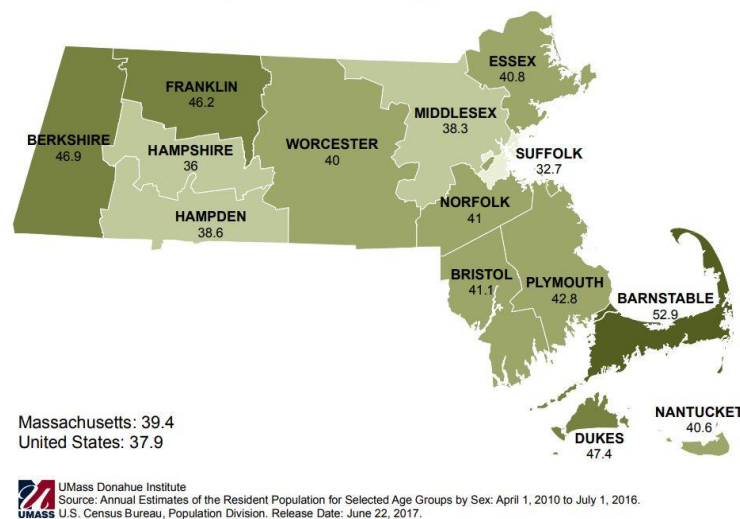 ESSEX
40.8
FRANKLIN
46.2
MIDDLESEX
38.3
BERKSHIRE
46.9
HAMPSHIRE
36
WORCESTER
40
SUFFOLK
32.7
HAMPDEN
38.6
NORFOLK
41
BRISTOL
41.1
PLYMOUTH
42.8
BARNSTABLE
52.9
Massachusetts: 39.4
United States: 37.9
DUKES
47.4
NANTUCKET
40.6
UMASS
UMass Donahue Institute
Source: Annual Estimates of the Resident Population for Selected Age Groups by Sex: April 1, 2010 to July 1, 2016.
U.S. Census Bureau, Population Division. Release Date: June 22, 2017.